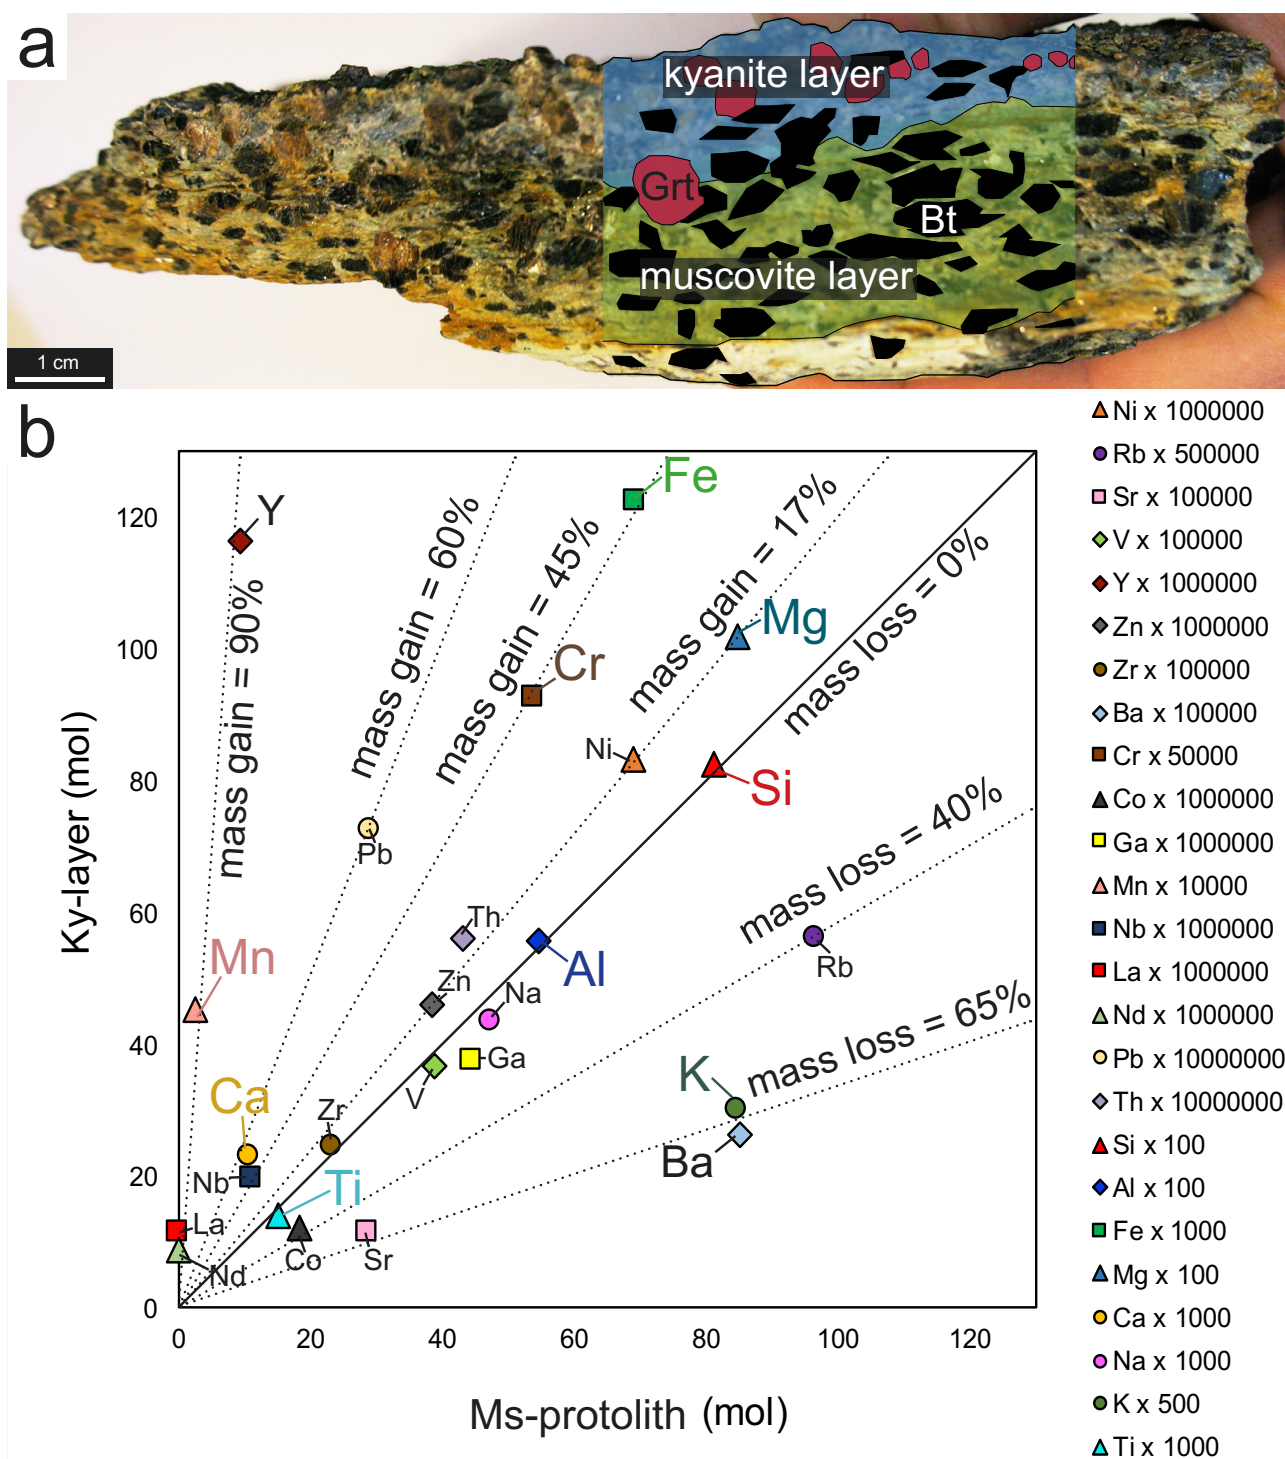 a
kyanite layer
Grt
Bt
muscovite layer
1 cm
b
Ni x 1000000
Rb x 500000
Sr x 100000
V x 100000
Y x 1000000
Zn x 1000000
Zr x 100000
Ba x 100000
Cr x 50000
Co x 1000000
Ga x 1000000
Mn x 10000
Nb x 1000000
La x 1000000
Nd x 1000000
Pb x 10000000
Th x 10000000
Si x 100
Al x 100
Fe x 1000
Mg x 100
Ca x 1000
Na x 1000
K x 500
Ti x 1000
Ky-layer (mol)
120
100
80
60
40
20
0
0
20
40
60
80
100
120
Ms-protolith (mol)
mass gain = 90%
mass gain = 60%
mass gain = 45%
mass gain = 17%
mass loss = 0%
mass loss = 40%
mass loss = 65%
Y
Fe
Mg
Cr
Ni
Si
Pb
Th
Al
Rb
Mn
Zn
Na
Ga
V
K
Ca
Zr
Ba
Nb
Ti
La
Co
Sr
Nd